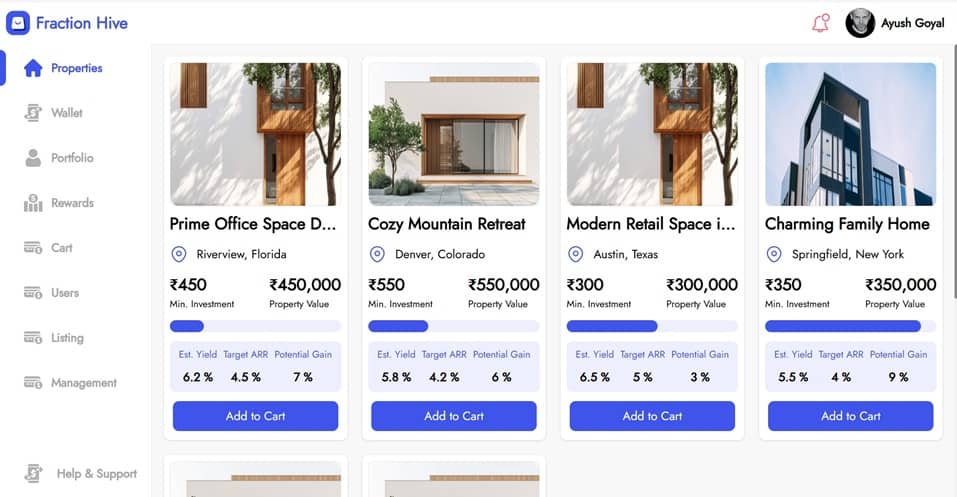 Fraction Hive
Ayush Goyal
Properties
Wallet
Portfolio
Rewards
Cart
Users
Listing
Management
Help & Support
Prime Office Space D...
Riverview, Florida
₹450 ₹450,000
Min. Investment Property Value
Est. Yield Target ARR Potential Gain
6.2 % 4.5 % 7 %
Add to Cart
Cozy Mountain Retreat
Denver, Colorado
₹550 ₹550,000
Min. Investment Property Value
Est. Yield Target ARR Potential Gain
5.8 % 4.2 % 6 %
Add to Cart
Modern Retail Space i...
Austin, Texas
₹300 ₹300,000
Min. Investment Property Value
Est. Yield Target ARR Potential Gain
6.5 % 5 % 3 %
Add to Cart
Charming Family Home
Springfield, New York
₹350 ₹350,000
Min. Investment Property Value
Est. Yield Target ARR Potential Gain
5.5 % 4 % 9 %
Add to Cart